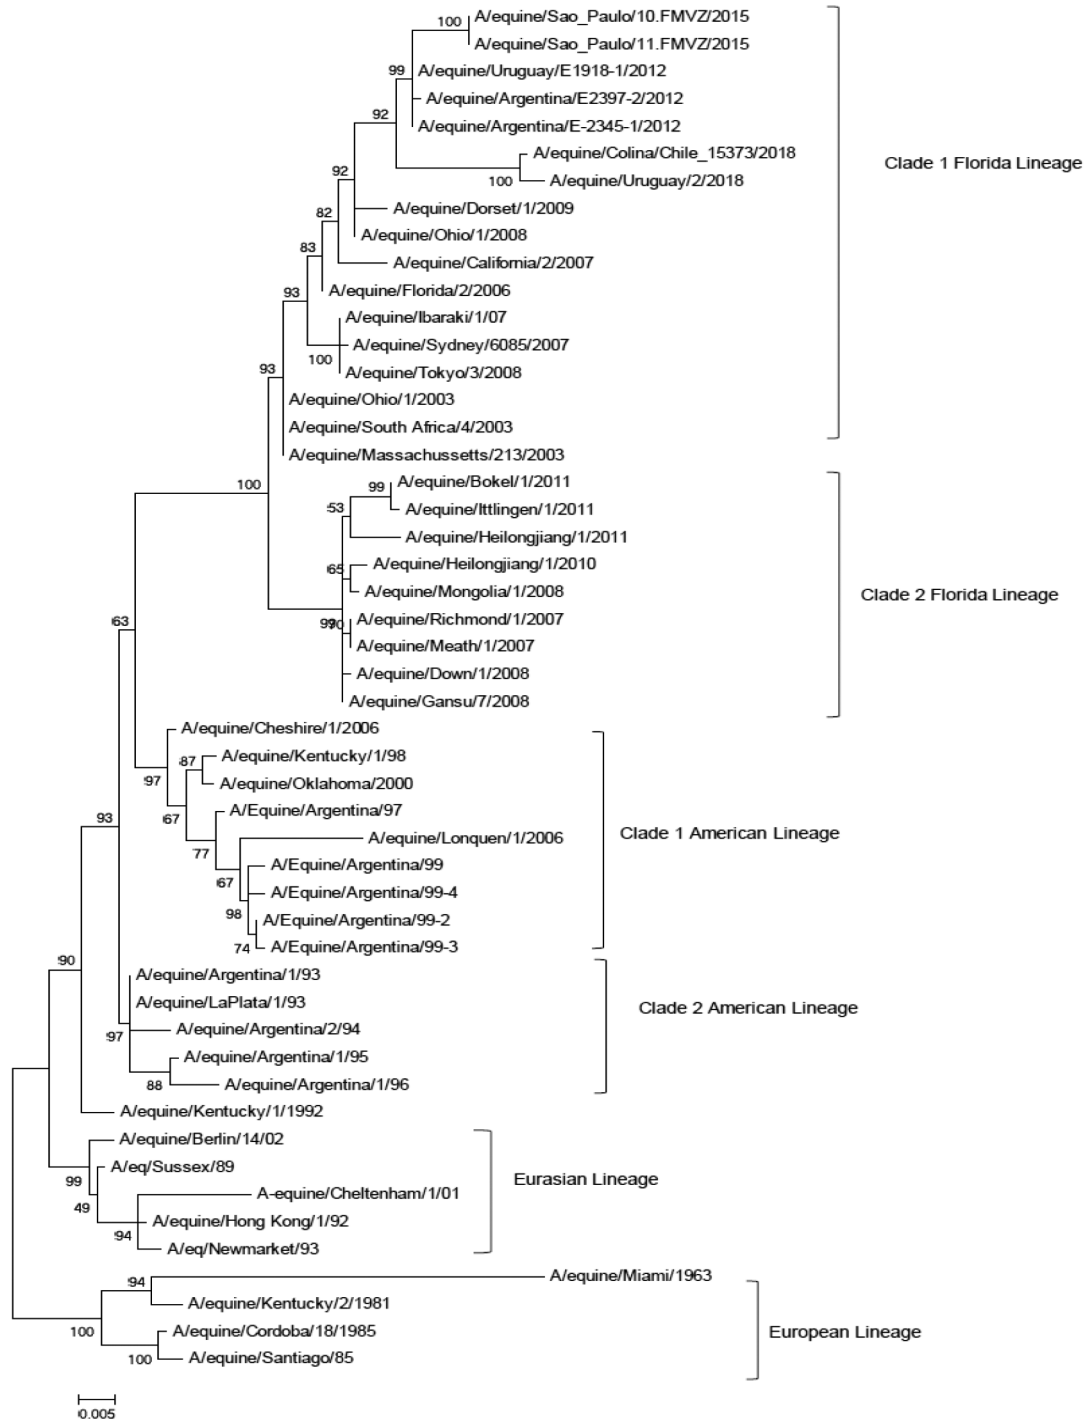 100
A/equine/Sao_Paulo/10.FMVZ/2015
A/equine/Sao_Paulo/11.FMVZ/2015
99
A/equine/Uruguay/E1918-1/2012
A/equine/Argentina/E2397-2/2012
92
A/equine/Argentina/E-2345-1/2012
A/equine/Colina/Chile_15373/2018
Clade 1 Florida Lineage
92
100
A/equine/Uruguay/2/2018
82
A/equine/Dorset/1/2009
A/equine/Ohio/1/2008
83
A/equine/California/2/2007
93
A/equine/Florida/2/2006
A/equine/Ibaraki/1/07
A/equine/Sydney/6085/2007
100
93
A/equine/Tokyo/3/2008
A/equine/Ohio/1/2003
A/equine/South Africa/4/2003
A/equine/Massachussetts/213/2003
100
99
A/equine/Bokel/1/2011
53
A/equine/Ittlingen/1/2011
A/equine/Heilongjiang/1/2011
65
A/equine/Heilongjiang/1/2010
A/equine/Mongolia/1/2008
Clade 2 Florida Lineage
63
99
70
A/equine/Richmond/1/2007
A/equine/Meath/1/2007
A/equine/Down/1/2008
A/equine/Gansu/7/2008
A/equine/Cheshire/1/2006
87
A/equine/Kentucky/1/98
97
A/equine/Oklahoma/2000
A/Equine/Argentina/97
93
67
A/equine/Lonquen/1/2006
Clade 1 American Lineage
77
A/Equine/Argentina/99
67
A/Equine/Argentina/99-4
98
A/Equine/Argentina/99-2
74
A/Equine/Argentina/99-3
90
A/equine/Argentina/1/93
A/equine/LaPlata/1/93
Clade 2 American Lineage
97
A/equine/Argentina/2/94
A/equine/Argentina/1/95
88
A/equine/Argentina/1/96
A/equine/Kentucky/1/1992
A/equine/Berlin/14/02
A/eq/Sussex/89
99
Eurasian Lineage
A-equine/Cheltenham/1/01
49
A/equine/Hong Kong/1/92
94
A/eq/Newmarket/93
94
A/equine/Miami/1963
A/equine/Kentucky/2/1981
100
A/equine/Cordoba/18/1985
European Lineage
100
A/equine/Santiago/85
0.005